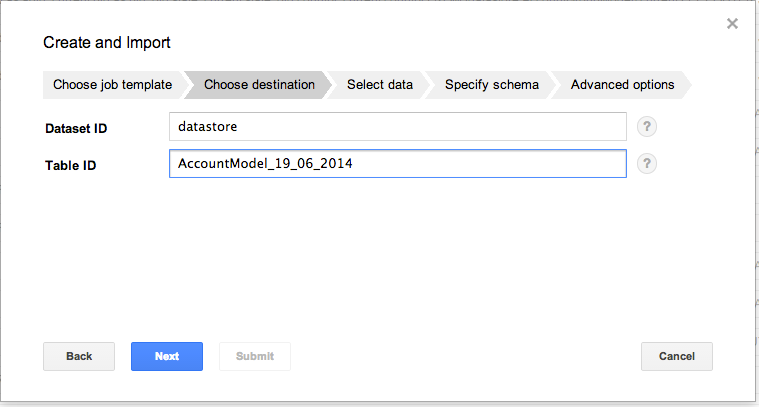 ×
Create and Import
Choose job template Choose destination Select data Specify schema Advanced options
Dataset ID datastore ?
Table ID AccountModel_19_06_2014 ?
Back Next Submit Cancel